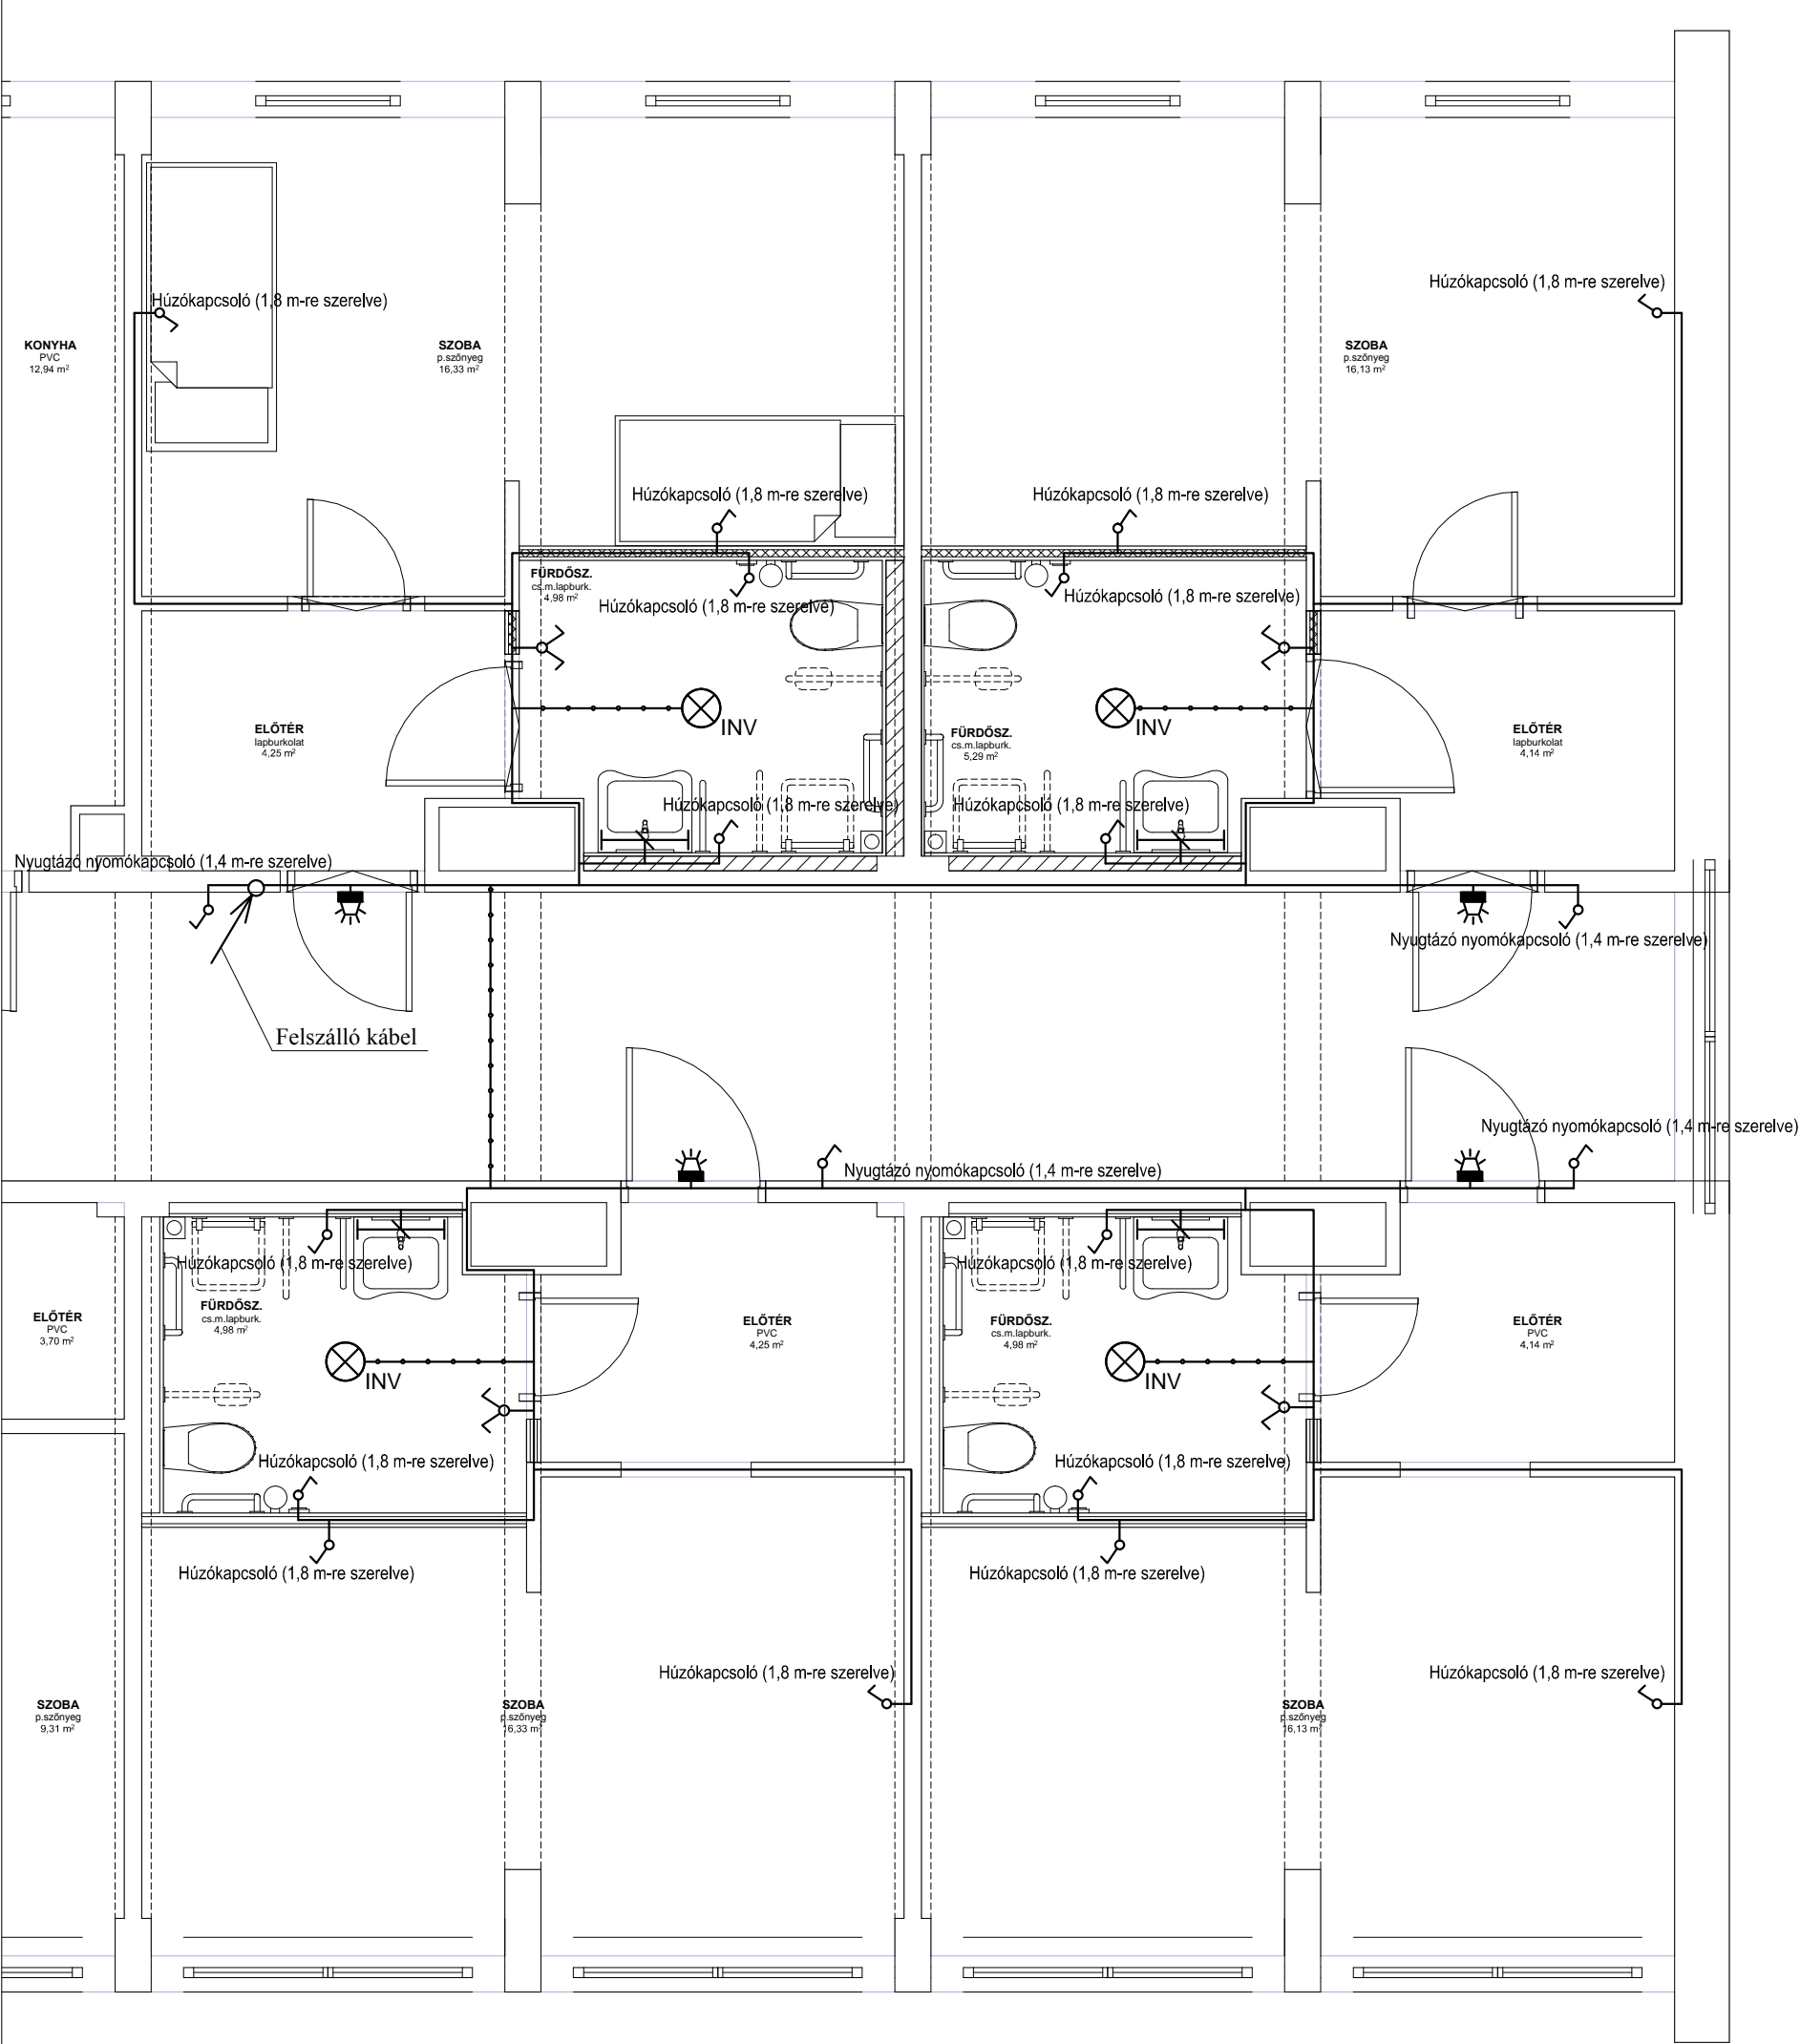 Húzókapcsoló (1,8 m-re szerelve)
Húzókapcsoló (1,8 m-re szerelve)
KONYHA
PVC
12,94 m²
SZOBA
p.szőnyeg
16,33 m²
SZOBA
p.szőnyeg
16,13 m²
Húzókapcsoló (1,8 m-re szerelve)
Húzókapcsoló (1,8 m-re szerelve)
FÜRDŐSZ.
cs.m.lapburk.
4,98 m²
Húzókapcsoló (1,8 m-re szerelve)
Húzókapcsoló (1,8 m-re szerelve)
ELŐTÉR
lapburkolat
4,25 m²
INV
INV
FÜRDŐSZ.
cs.m.lapburk.
5,29 m²
ELŐTÉR
lapburkolat
4,14 m²
Húzókapcsoló (1,8 m-re szerelve)
Húzókapcsoló (1,8 m-re szerelve)
Nyugtázó nyomókapcsoló (1,4 m-re szerelve)
Nyugtázó nyomókapcsoló (1,4 m-re szerelve)
Felszálló kábel
Nyugtázó nyomókapcsoló (1,4 m-re szerelve)
Nyugtázó nyomókapcsoló (1,4 m-re szerelve)
Húzókapcsoló (1,8 m-re szerelve)
Húzókapcsoló (1,8 m-re szerelve)
ELŐTÉR
PVC
3,70 m²
FÜRDŐSZ.
cs.m.lapburk.
4,98 m²
ELŐTÉR
PVC
4,25 m²
FÜRDŐSZ.
cs.m.lapburk.
4,98 m²
ELŐTÉR
PVC
4,14 m²
INV
INV
Húzókapcsoló (1,8 m-re szerelve)
Húzókapcsoló (1,8 m-re szerelve)
Húzókapcsoló (1,8 m-re szerelve)
Húzókapcsoló (1,8 m-re szerelve)
Húzókapcsoló (1,8 m-re szerelve)
Húzókapcsoló (1,8 m-re szerelve)
SZOBA
p.szőnyeg
9,31 m²
SZOBA
p.szőnyeg
16,33 m²
SZOBA
p.szőnyeg
16,13 m²